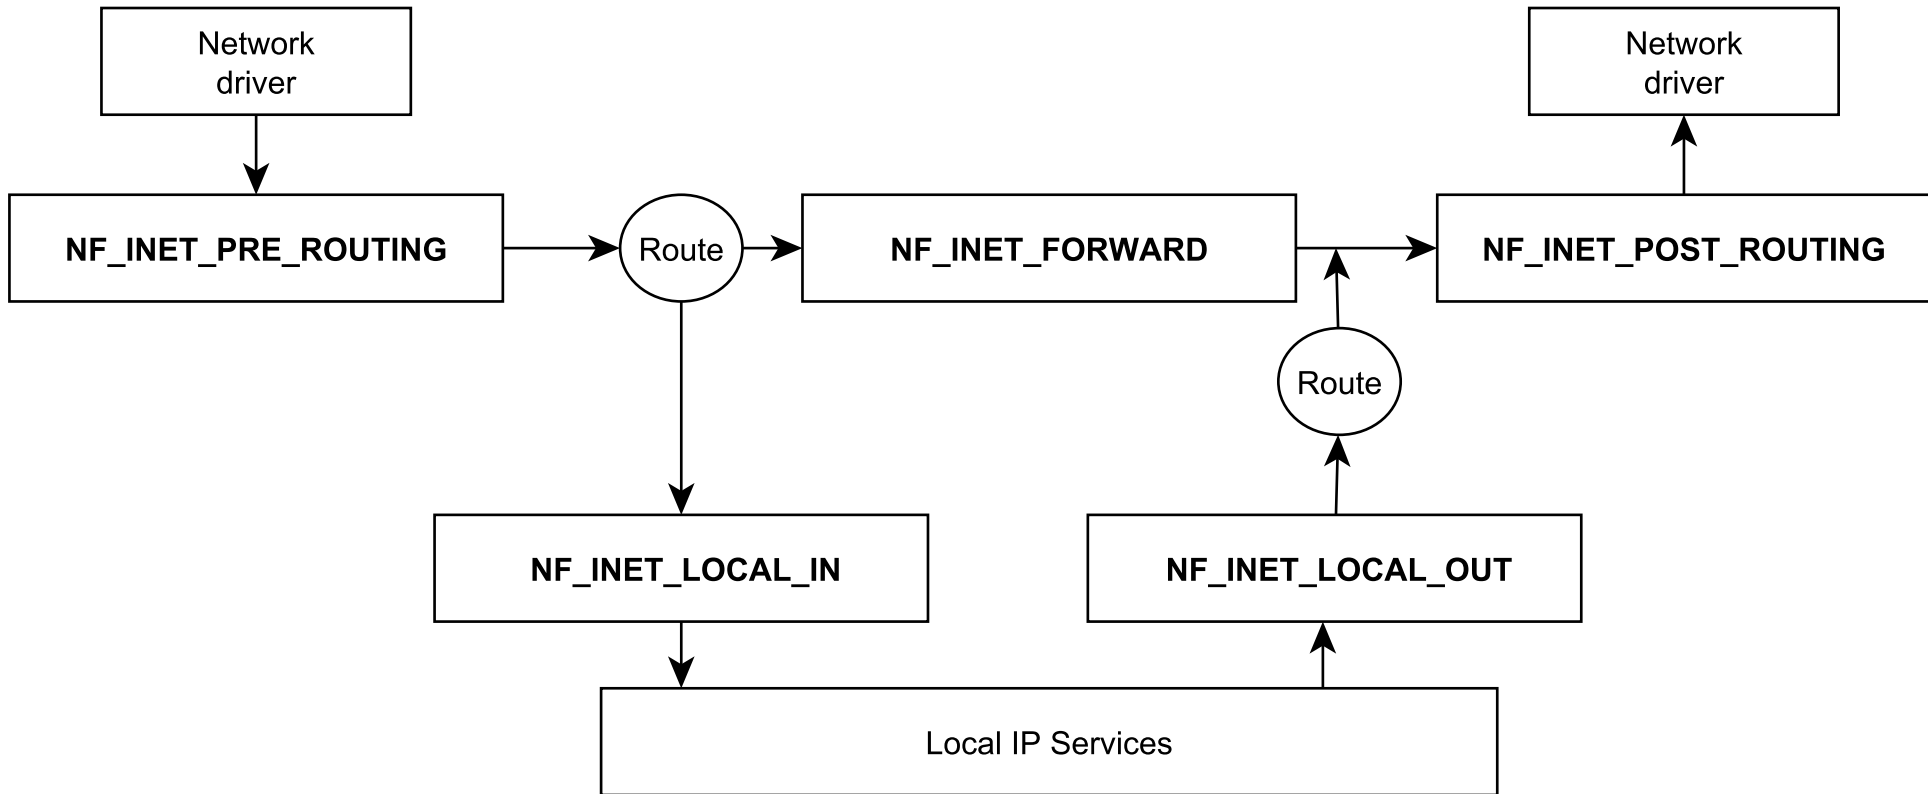 Network
driver
Network
driver
NF_INET_PRE_ROUTING
Route
NF_INET_FORWARD
NF_INET_POST_ROUTING
Route
NF_INET_LOCAL_IN
NF_INET_LOCAL_OUT
Local IP Services